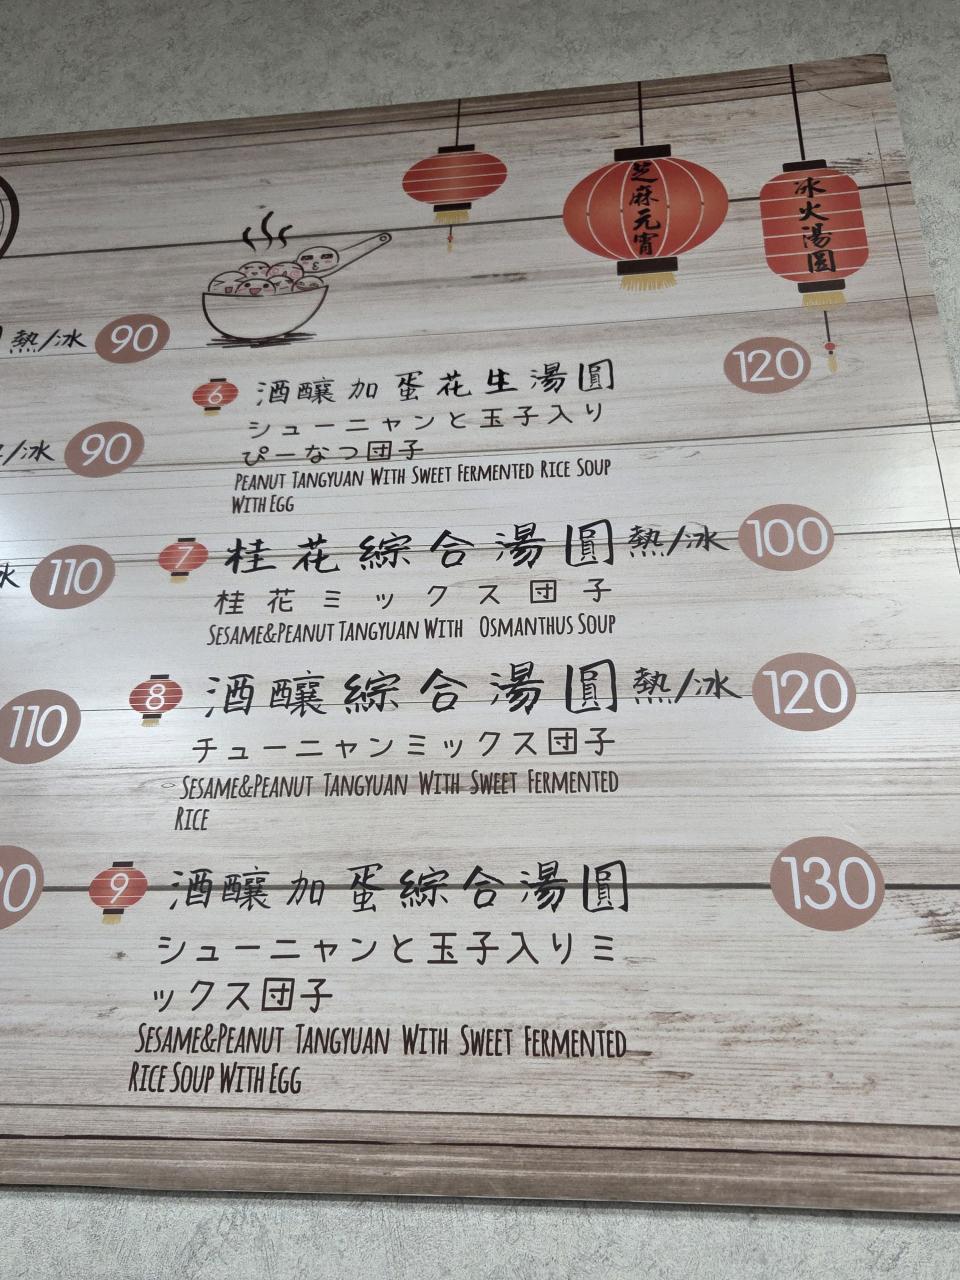 芝麻元宵
冰火湯圓
熱/冰 90
/冰 90
110
110
6 酒釀加蛋花生湯圓 120
シューニャンと玉子入り
ぴーなつ団子
PEANUT TANGYUAN WITH SWEET FERMENTED RICE SOUP
WITH EGG
7 桂花綜合湯圓 熱/冰 100
桂花ミックス団子
SESAME&PEANUT TANGYUAN WITH OSMANTHUS SOUP
8 酒釀綜合湯圓 熱/冰 120
チューニャンミックス団子
SESAME&PEANUT TANGYUAN WITH SWEET FERMENTED
RICE
9 酒釀加蛋綜合湯圓 130
シューニャンと玉子入りミ
ックス団子
SESAME&PEANUT TANGYUAN WITH SWEET FERMENTED
RICE SOUP WITH EGG